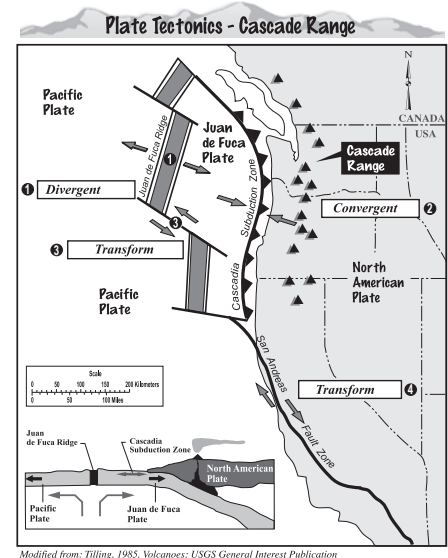 Plate Tectonics - Cascade Range
N
Pacific
Plate
CANADA
USA
Juan de Fuca Ridge
Juan
de Fuca
Plate
Cascade
Range
1
1 Divergent
Subduction Zone
Convergent 2
3
3 Transform
North
American
Plate
Pacific
Plate
Cascadia
San Andreas
Fault Zone
Transform 4
Scale
0 50 100 150 200 Kilometers
0 50 100 Miles
Juan
de Fuca Ridge
Cascadia
Subduction Zone
North American
Plate
Pacific
Plate
Juan de Fuca
Plate
Modified from: Tilling, 1985, Volcanoes: USGS General Interest Publication